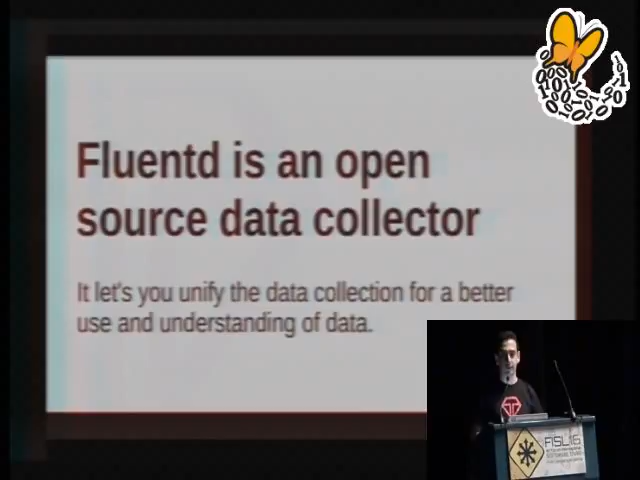 Fluentd is an open
source data collector
It let's you unify the data collection for a better
use and understanding of data.
FISL16